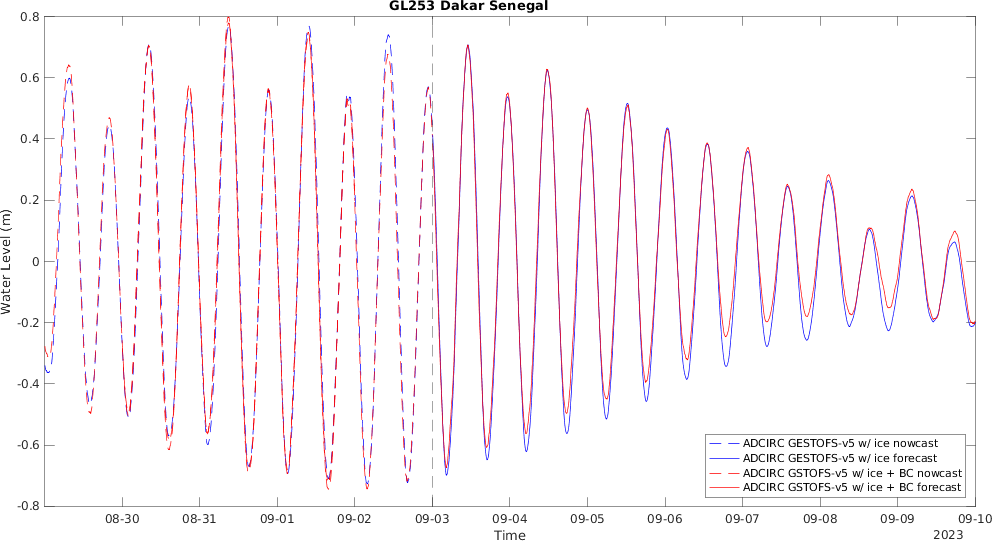 GL253 Dakar Senegal
0.8
0.6
0.4
0.2
0
-0.2
-0.4
-0.6
-0.8
Water Level (m)
ADCIRC GESTOFS-v5 w/ ice nowcast
ADCIRC GESTOFS-v5 w/ ice forecast
ADCIRC GSTOFS-v5 w/ ice + BC nowcast
ADCIRC GSTOFS-v5 w/ ice + BC forecast
08-30 08-31 09-01 09-02 09-03 09-04 09-05 09-06 09-07 09-08 09-09 09-10
Time
2023